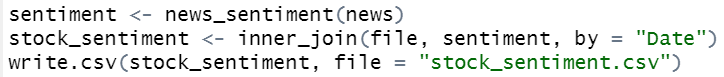 sentiment <- news_sentiment(news)
stock_sentiment <- inner_join(file, sentiment, by = "Date")
write.csv(stock_sentiment, file = "stock_sentiment.csv")